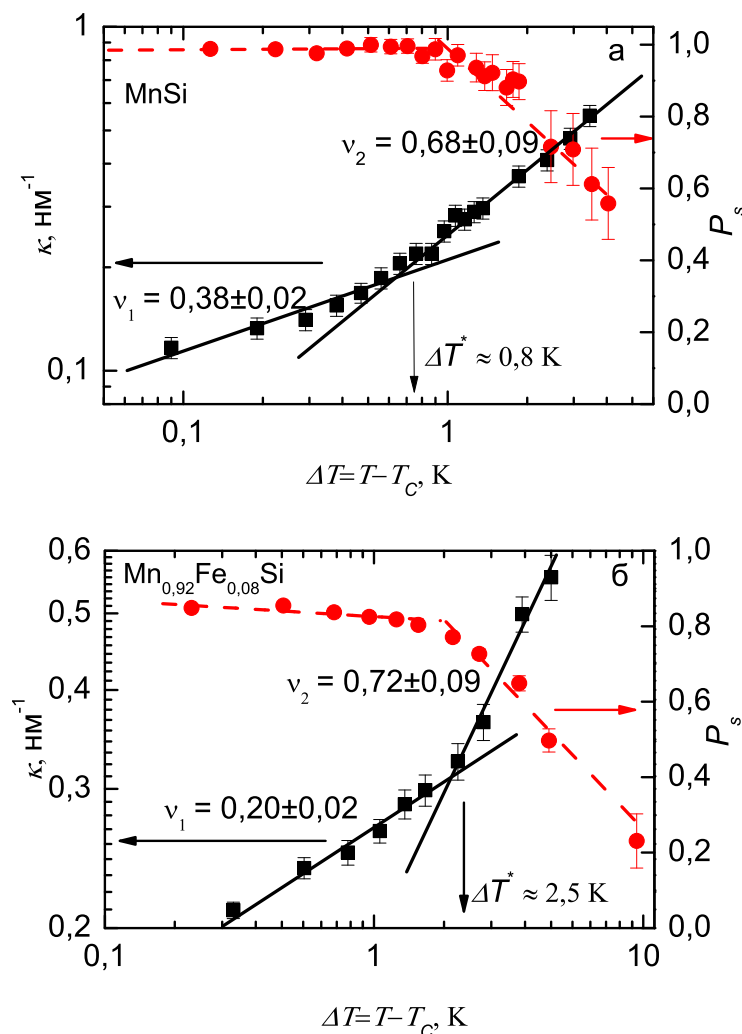 1
1,0
а
MnSi
0,8
ν₂ = 0,68±0,09
κ, нм⁻¹
0,6
Pₛ
0,4
ν₁ = 0,38±0,02
0,2
ΔT* ≈ 0,8 K
0,1
0,0
0,1
1
ΔT=T−T_C, K
0,6
1,0
Mn₀,₉₂Fe₀,₀₈Si
б
0,5
0,8
ν₂ = 0,72±0,09
0,4
0,6
κ, нм⁻¹
Pₛ
0,4
0,3
ν₁ = 0,20±0,02
0,2
ΔT* ≈ 2,5 K
0,2
0,0
0,1
1
10
ΔT=T−T_C, K